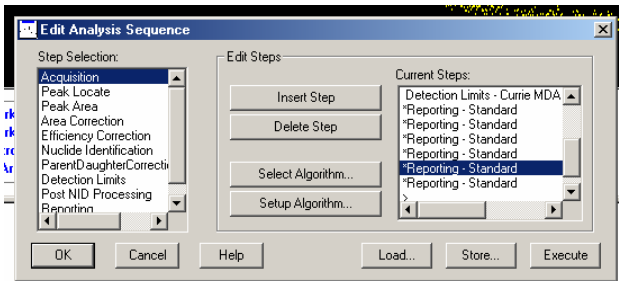 Edit Analysis Sequence
Step Selection:
Acquisition
Peak Locate
Peak Area
Area Correction
Efficiency Correction
Nuclide Identification
ParentDaughterCorrecti
Detection Limits
Post NID Processing
Reporting
Edit Steps
Insert Step
Delete Step
Select Algorithm...
Setup Algorithm...
Current Steps:
Detection Limits - Currie MDA
*Reporting - Standard
*Reporting - Standard
*Reporting - Standard
*Reporting - Standard
*Reporting - Standard
*Reporting - Standard
>
OK
Cancel
Help
Load...
Store...
Execute